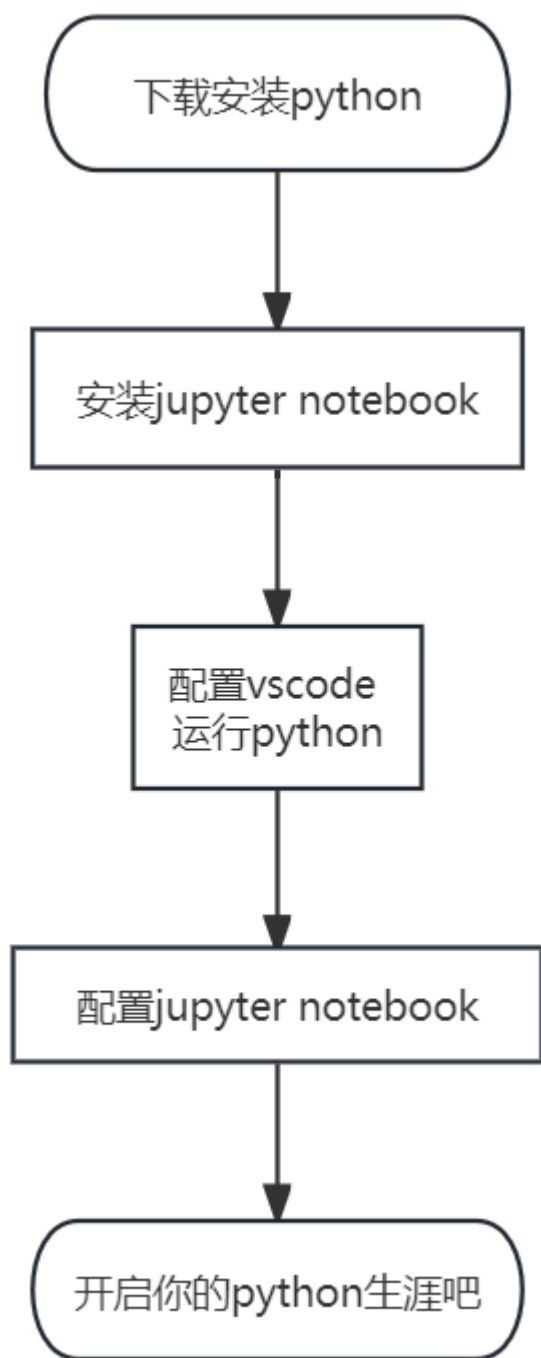 下载安装python
安装jupyter notebook
配置vscode
运行python
配置jupyter notebook
开启你的python生涯吧